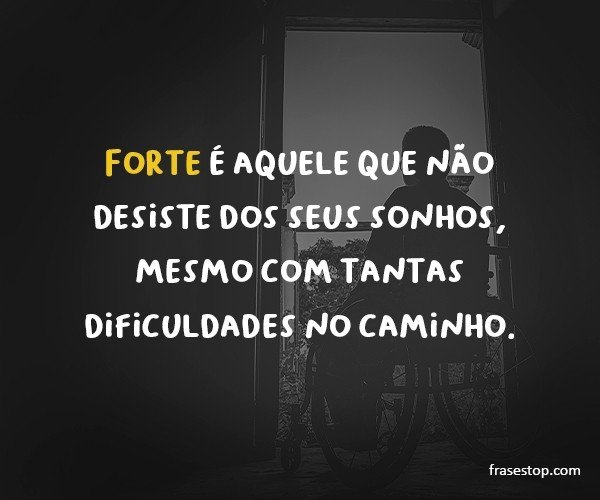 FORTE É AQUELE QUE NÃO
DESISTE DOS SEUS SONHOS,
MESMO COM TANTAS
DIFICULDADES NO CAMINHO.
frasestop.com